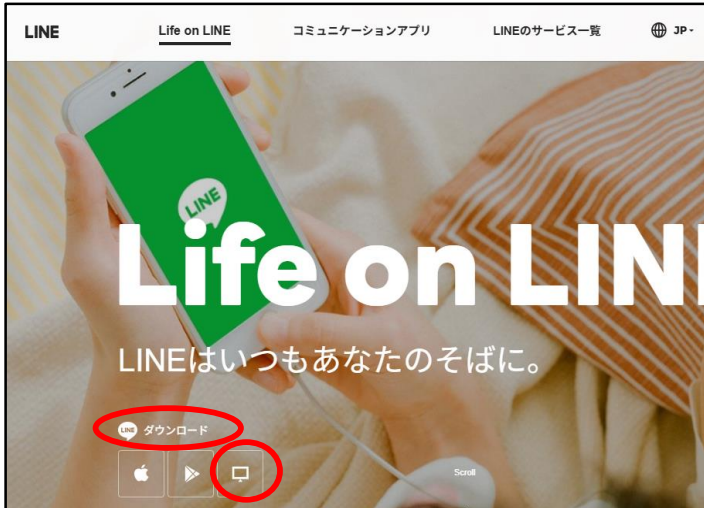 LINE
Life on LINE
コミュニケーションアプリ
LINEのサービス一覧
JP
LINE
Life on LIN
LINEはいつもあなたのそばに。
LINE ダウンロード
Scroll